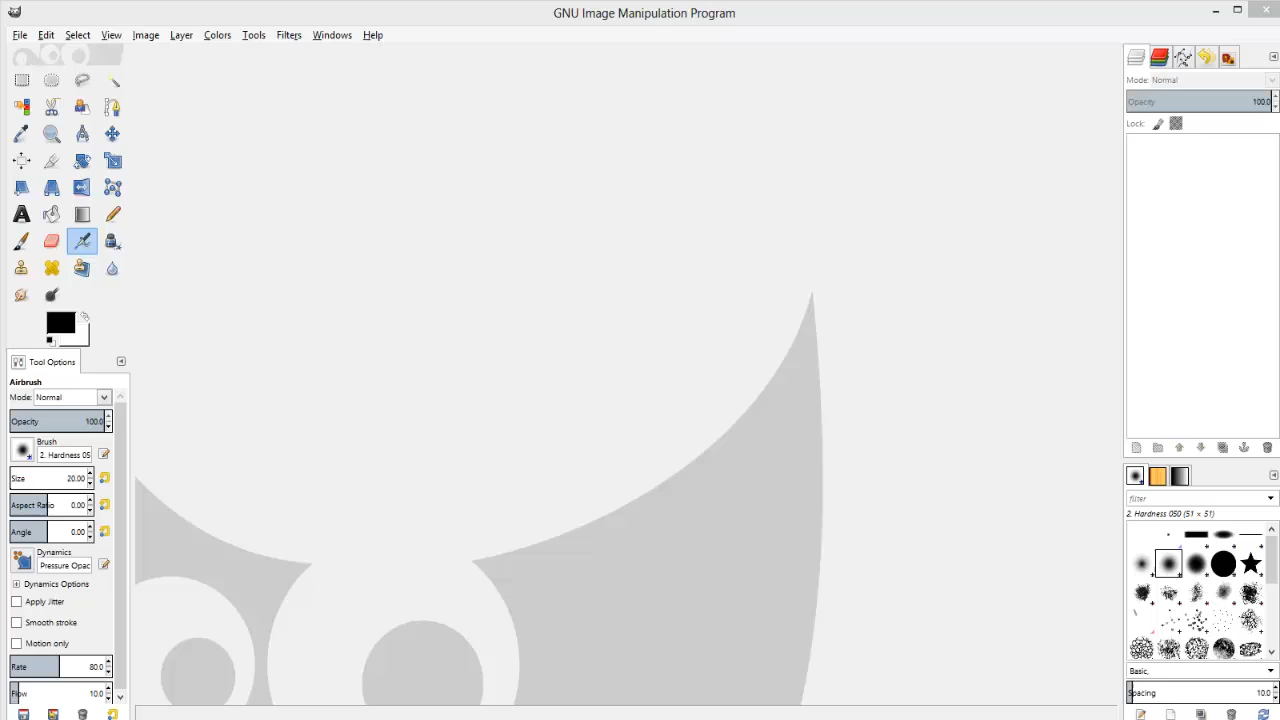 GNU Image Manipulation Program
File Edit Select View Image Layer Colors Tools Filters Windows Help
Mode: Normal
Opacity 100.0
Lock:
Tool Options
Airbrush
Mode: Normal
Opacity 100.0
Brush
2. Hardness 05
Size 20.00
Aspect Ratio 0.00
Angle 0.00
Dynamics
Pressure Opac
Dynamics Options
Apply Jitter
Smooth stroke
Motion only
Rate 80.0
Flow 10.0
filter
2. Hardness 050 (51 × 51)
Basic,
Spacing 10.0